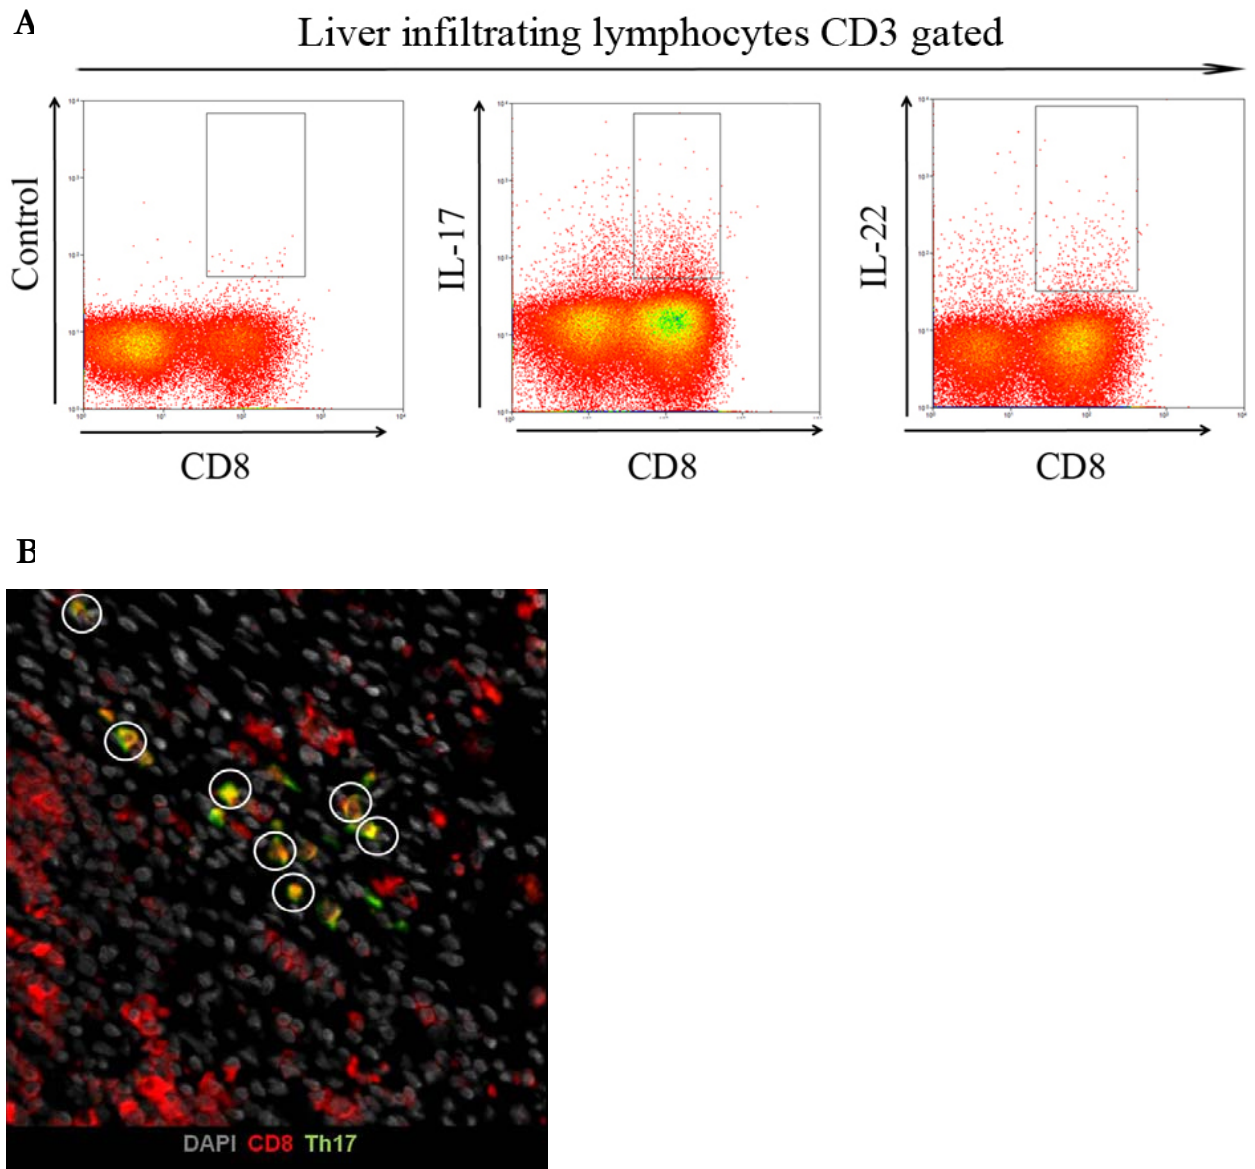 A
Liver infiltrating lymphocytes CD3 gated
Control
IL-17
IL-22
CD8
CD8
CD8
B
DAPI CD8 Th17